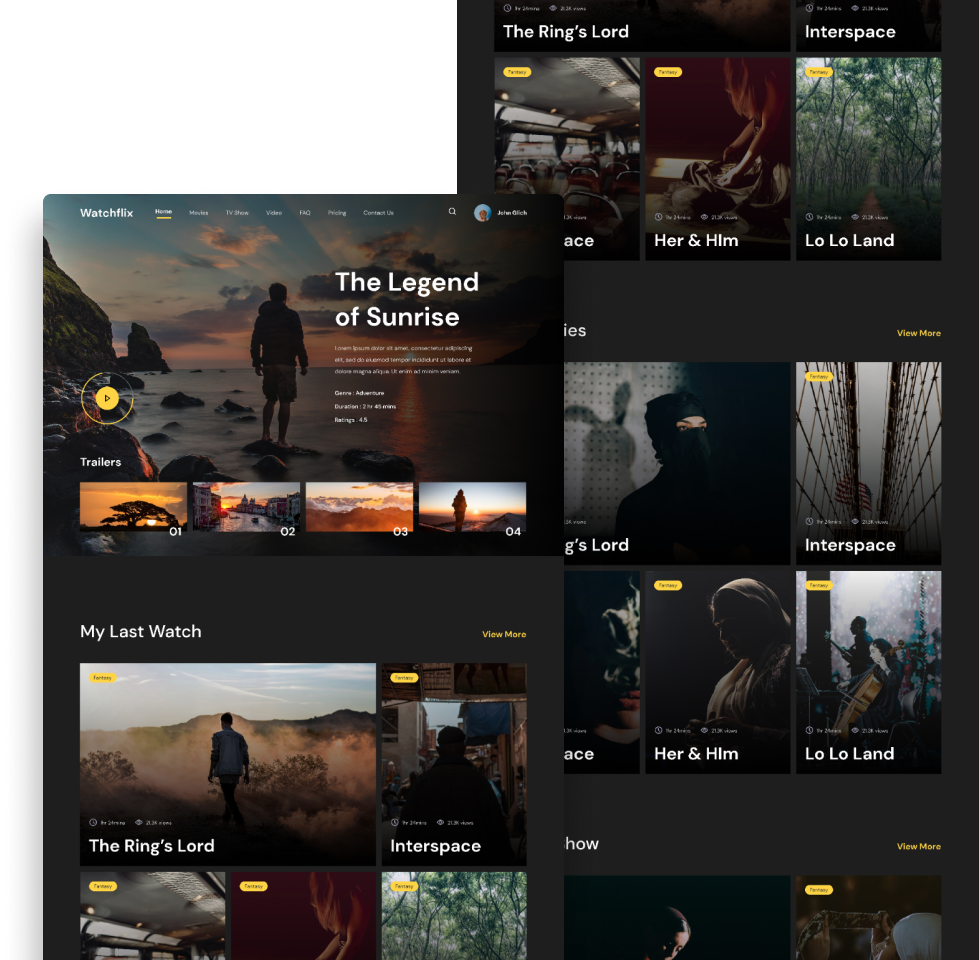 1hr 24mins 21.3K views
The Ring's Lord
1hr 24mins 21.3K views
Interspace
Fantasy
Fantasy
Fantasy
1.3K views
ace
1hr 24mins 21.3K views
Her & HIm
1hr 24mins 21.3K views
Lo Lo Land
Watchflix
Home
Movies
TV Show
Video
FAQ
Pricing
Contact Us
John Glich
The Legend
of Sunrise
Lorem ipsum dolor sit amet, consectetur adipiscing
elit, sed do eiusmod tempor incididunt ut labore et
dolore magna aliqua. Ut enim ad minim veniam.
Genre : Adventure
Duration : 2 hr 45 mins
Ratings : 4.5
Trailers
01
02
03
04
ies
View More
Fantasy
.3K views
g's Lord
1hr 24mins 21.3K views
Interspace
Fantasy
Fantasy
1.3K views
ace
1hr 24mins 21.3K views
Her & HIm
1hr 24mins 21.3K views
Lo Lo Land
My Last Watch
View More
Fantasy
Fantasy
1hr 24mins 21.3K views
The Ring's Lord
1hr 24mins 21.3K views
Interspace
Fantasy
Fantasy
Fantasy
how
View More
Fantasy